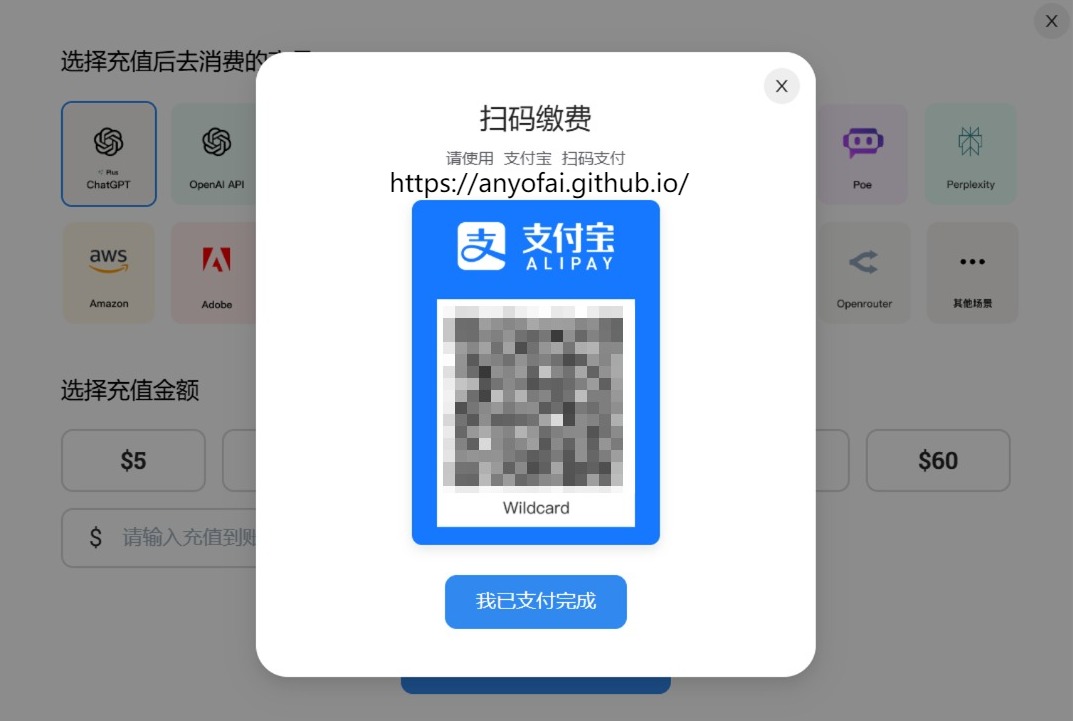 X
选择充值后去消费的
X
扫码缴费
请使用 支付宝 扫码支付
https://anyofai.github.io/
Plus
ChatGPT
OpenAI API
Poe
Perplexity
支 支付宝
ALIPAY
aws
Amazon
Adobe
Openrouter
其他场景
选择充值金额
$5
$60
Wildcard
$ 请输入充值到账
我已支付完成